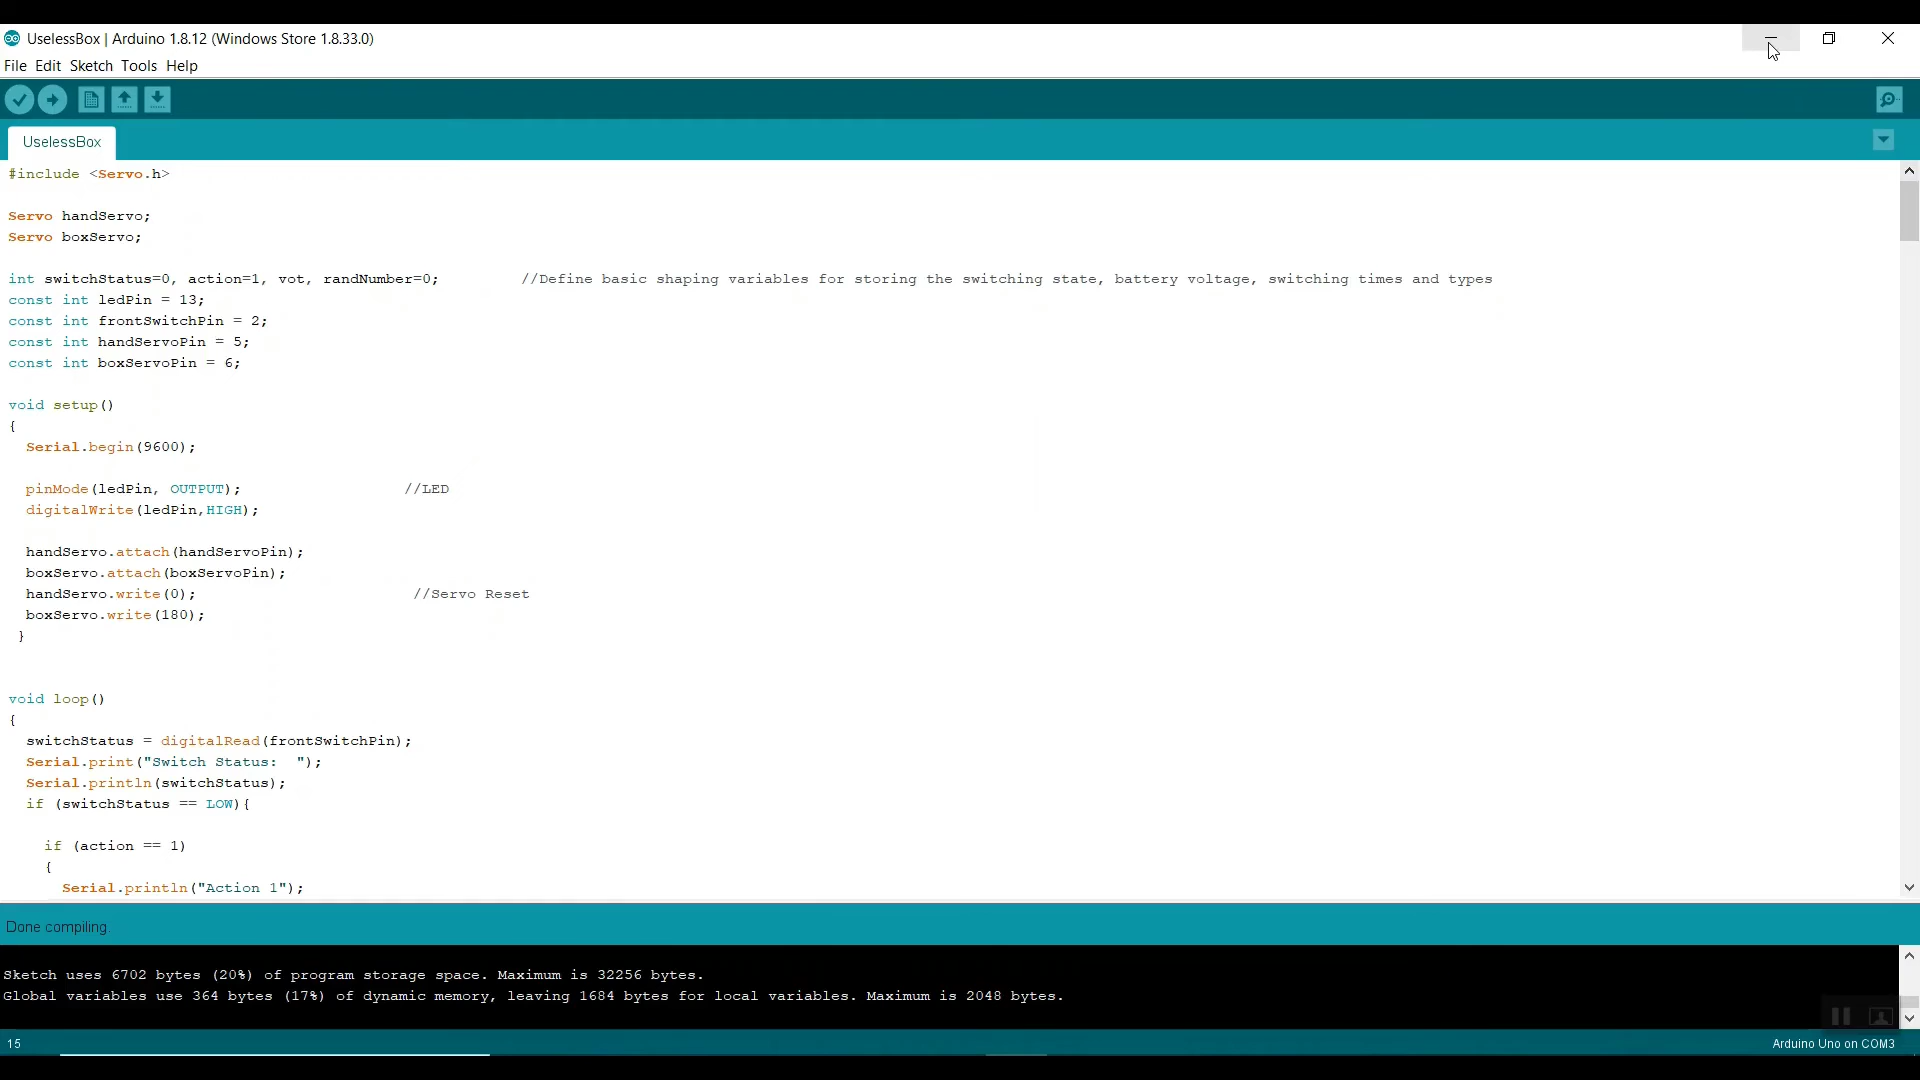 UselessBox | Arduino 1.8.12 (Windows Store 1.8.33.0)
File Edit Sketch Tools Help
UselessBox
#include <Servo.h>
Servo handServo;
Servo boxServo;
int switchStatus=0, action=1, vot, randNumber=0; //Define basic shaping variables for storing the switching state, battery voltage, switching times and types
const int ledPin = 13;
const int frontSwitchPin = 2;
const int handServoPin = 5;
const int boxServoPin = 6;
void setup()
{
Serial.begin(9600);
pinMode(ledPin, OUTPUT); //LED
digitalWrite(ledPin,HIGH);
handServo.attach(handServoPin);
boxServo.attach(boxServoPin);
handServo.write(0); //Servo Reset
boxServo.write(180);
}
void loop()
{
switchStatus = digitalRead(frontSwitchPin);
Serial.print("Switch Status:  ");
Serial.println(switchStatus);
if (switchStatus == LOW){
if (action == 1)
{
Serial.println("Action 1");
Done compiling.
Sketch uses 6702 bytes (20%) of program storage space. Maximum is 32256 bytes.
Global variables use 364 bytes (17%) of dynamic memory, leaving 1684 bytes for local variables. Maximum is 2048 bytes.
15 Arduino Uno on COM3